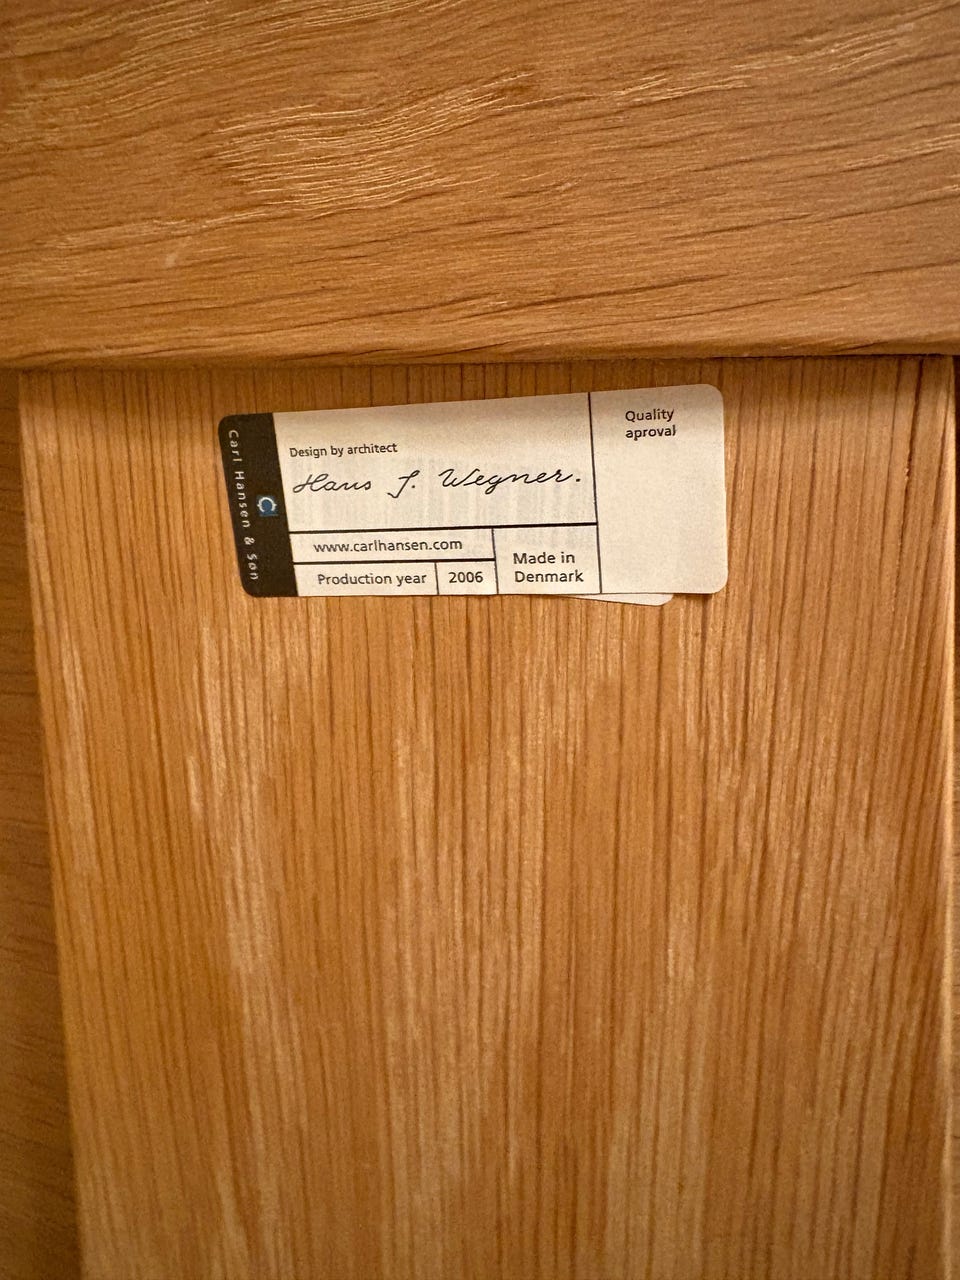 Carl Hansen & Søn
Design by architect
Hans J. Wegner.
www.carlhansen.com
Production year 2006
Made in
Denmark
Quality
aproval